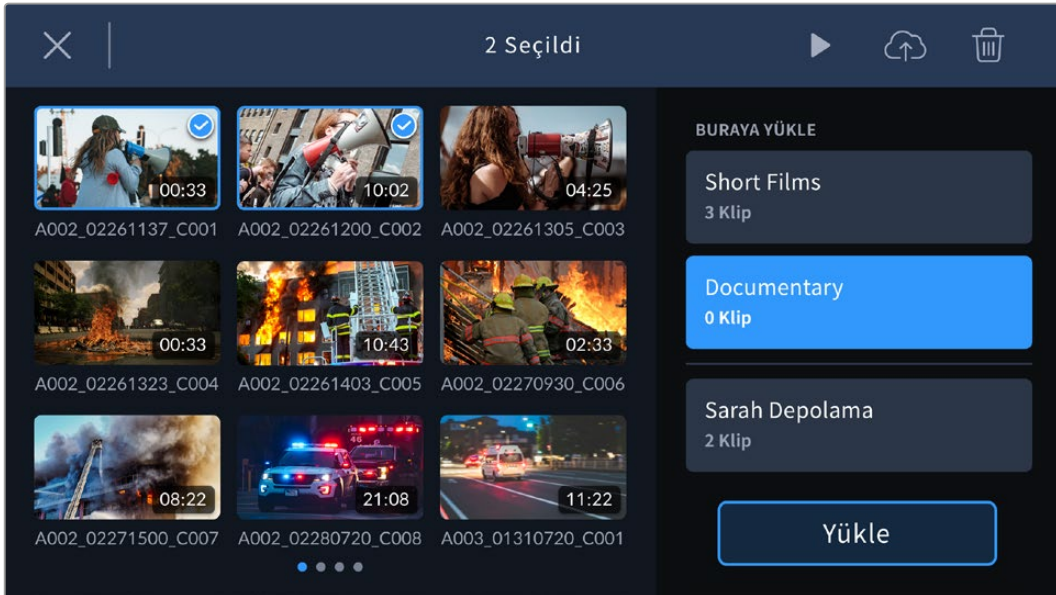 2 Seçildi
00:33
10:02
04:25
A002_02261137_C001
A002_02261200_C002
A002_02261305_C003
00:33
10:43
02:33
A002_02261323_C004
A002_02261403_C005
A002_02270930_C006
08:22
21:08
11:22
A002_02271500_C007
A002_02280720_C008
A003_01310720_C001
BURAYA YÜKLE
Short Films
3 Klip
Documentary
0 Klip
Sarah Depolama
2 Klip
Yükle